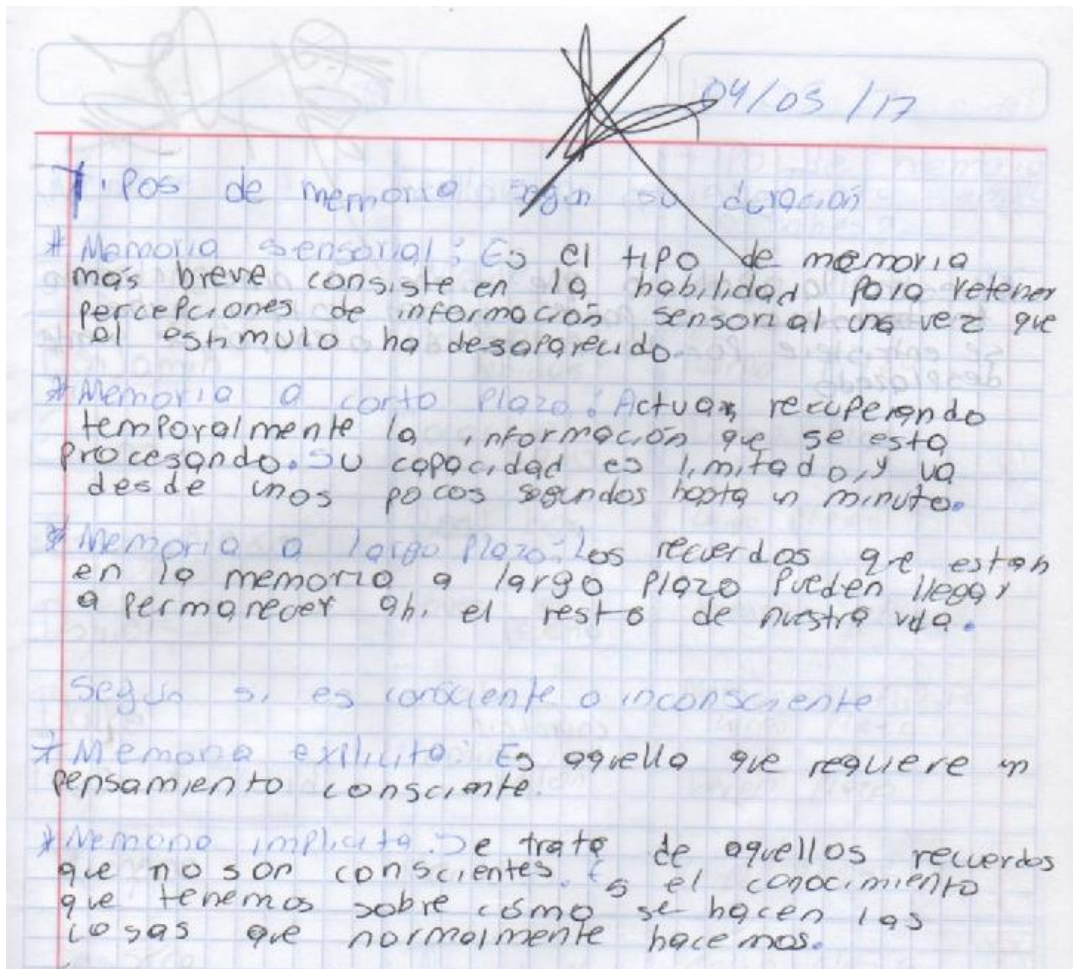 04/05/17
Tipos de memoria según su duración
* Memoria sensorial: Es el tipo de memoria
más breve consiste en la habilidad para retener
percepciones de información sensorial una vez que
el estimulo ha desaparecido.
* Memoria a corto plazo: Actuar, recuperando
temporalmente la información que se esta
procesando. Su capacidad es limitado, y va
desde unos pocos segundos hasta un minuto.
* Memoria a largo Plazo: Los recuerdos que estan
en la memoria a largo Plazo Pueden llegar
a Permanecer ahi el resto de nuestra vida.
Según si es consciente o inconsciente
* Memoria exilicita: Es aquella que requiere un
pensamiento consciente.
* Memoria implicita. Se trata de aquellos recuerdos
que no son conscientes. Es el conocimiento
que tenemos sobre cómo se hacen las
cosas que normalmente hacemos.